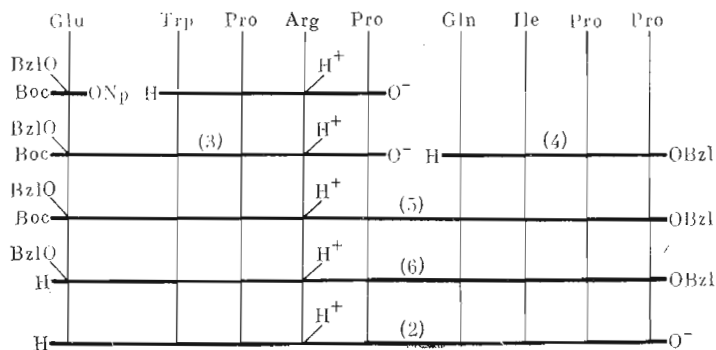 Glu Trp Pro Arg Pro Gln Ile Pro Pro
BzlO H+
Boc ONp H O−
BzlO (3) H+ (4)
Boc O− H OBzl
BzlO H+ (5)
Boc OBzl
BzlO H+ (6)
H OBzl
H+ (2)
H O−